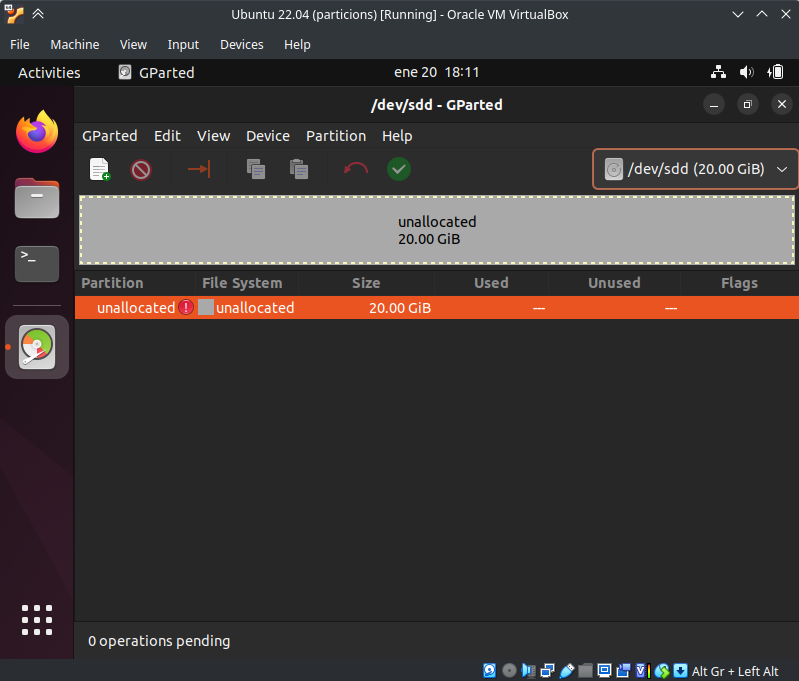 Ubuntu 22.04 (particions) [Running] - Oracle VM VirtualBox
File Machine View Input Devices Help
Activities GParted ene 20 18:11
/dev/sdd - GParted
GParted Edit View Device Partition Help
/dev/sdd (20.00 GiB)
unallocated
20.00 GiB
Partition File System Size Used Unused Flags
unallocated unallocated 20.00 GiB --- ---
0 operations pending
Alt Gr + Left Alt